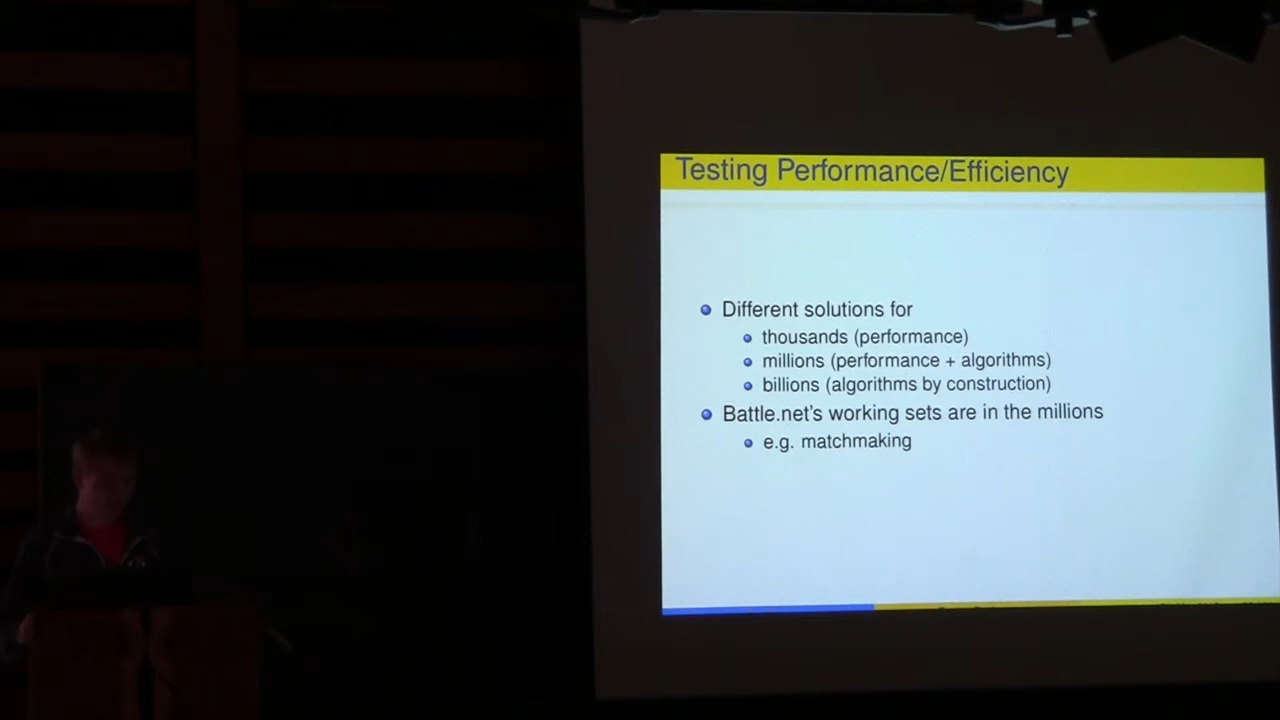 Testing Performance/Efficiency
Different solutions for
thousands (performance)
millions (performance + algorithms)
billions (algorithms by construction)
Battle.net's working sets are in the millions
e.g. matchmaking